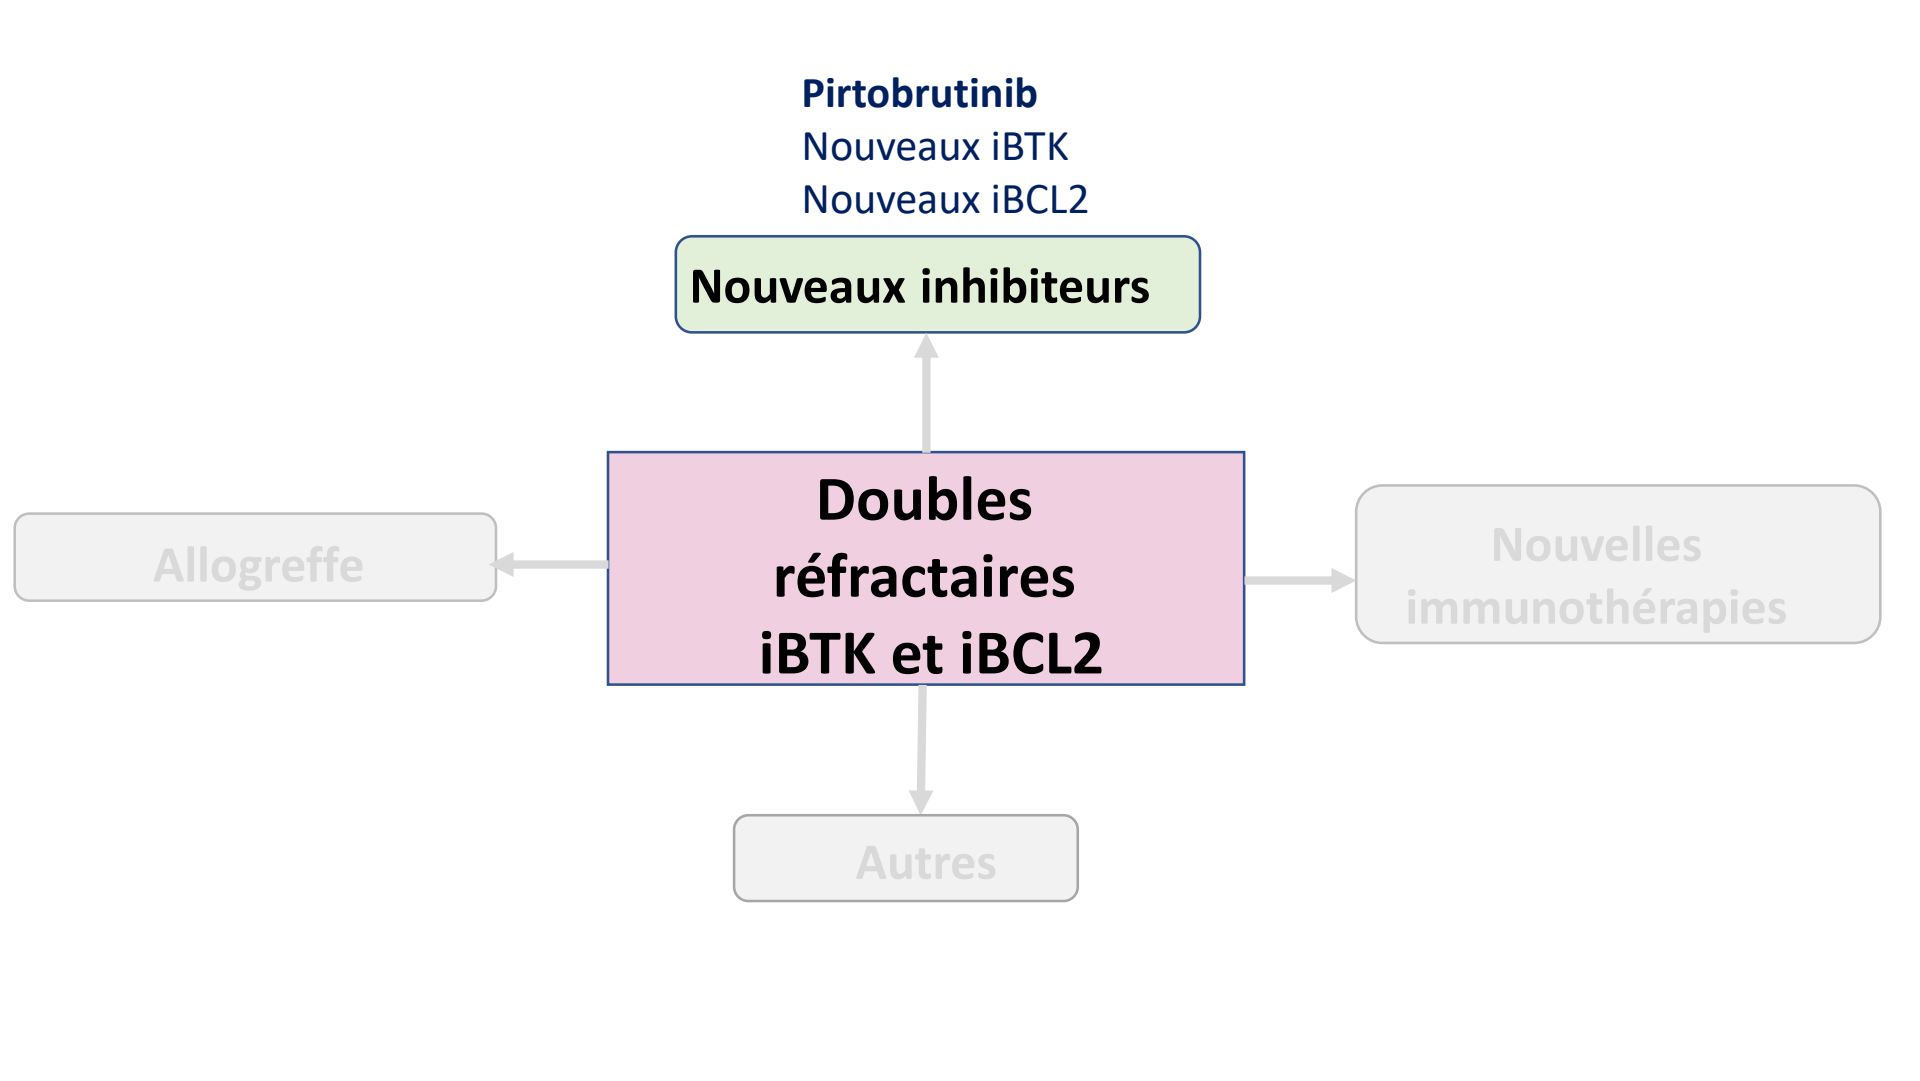 Pirtobrutinib
Nouveaux iBTK
Nouveaux iBCL2
Nouveaux inhibiteurs
Doubles
réfractaires
iBTK et iBCL2
Allogreffe
Nouvelles
immunothérapies
Autres